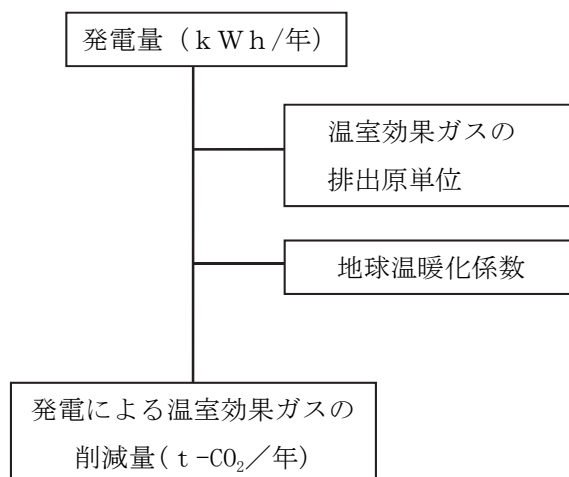 発電量（ｋＷｈ/年）
温室効果ガスの
排出原単位
地球温暖化係数
発電による温室効果ガスの
削減量(ｔ-CO₂／年)